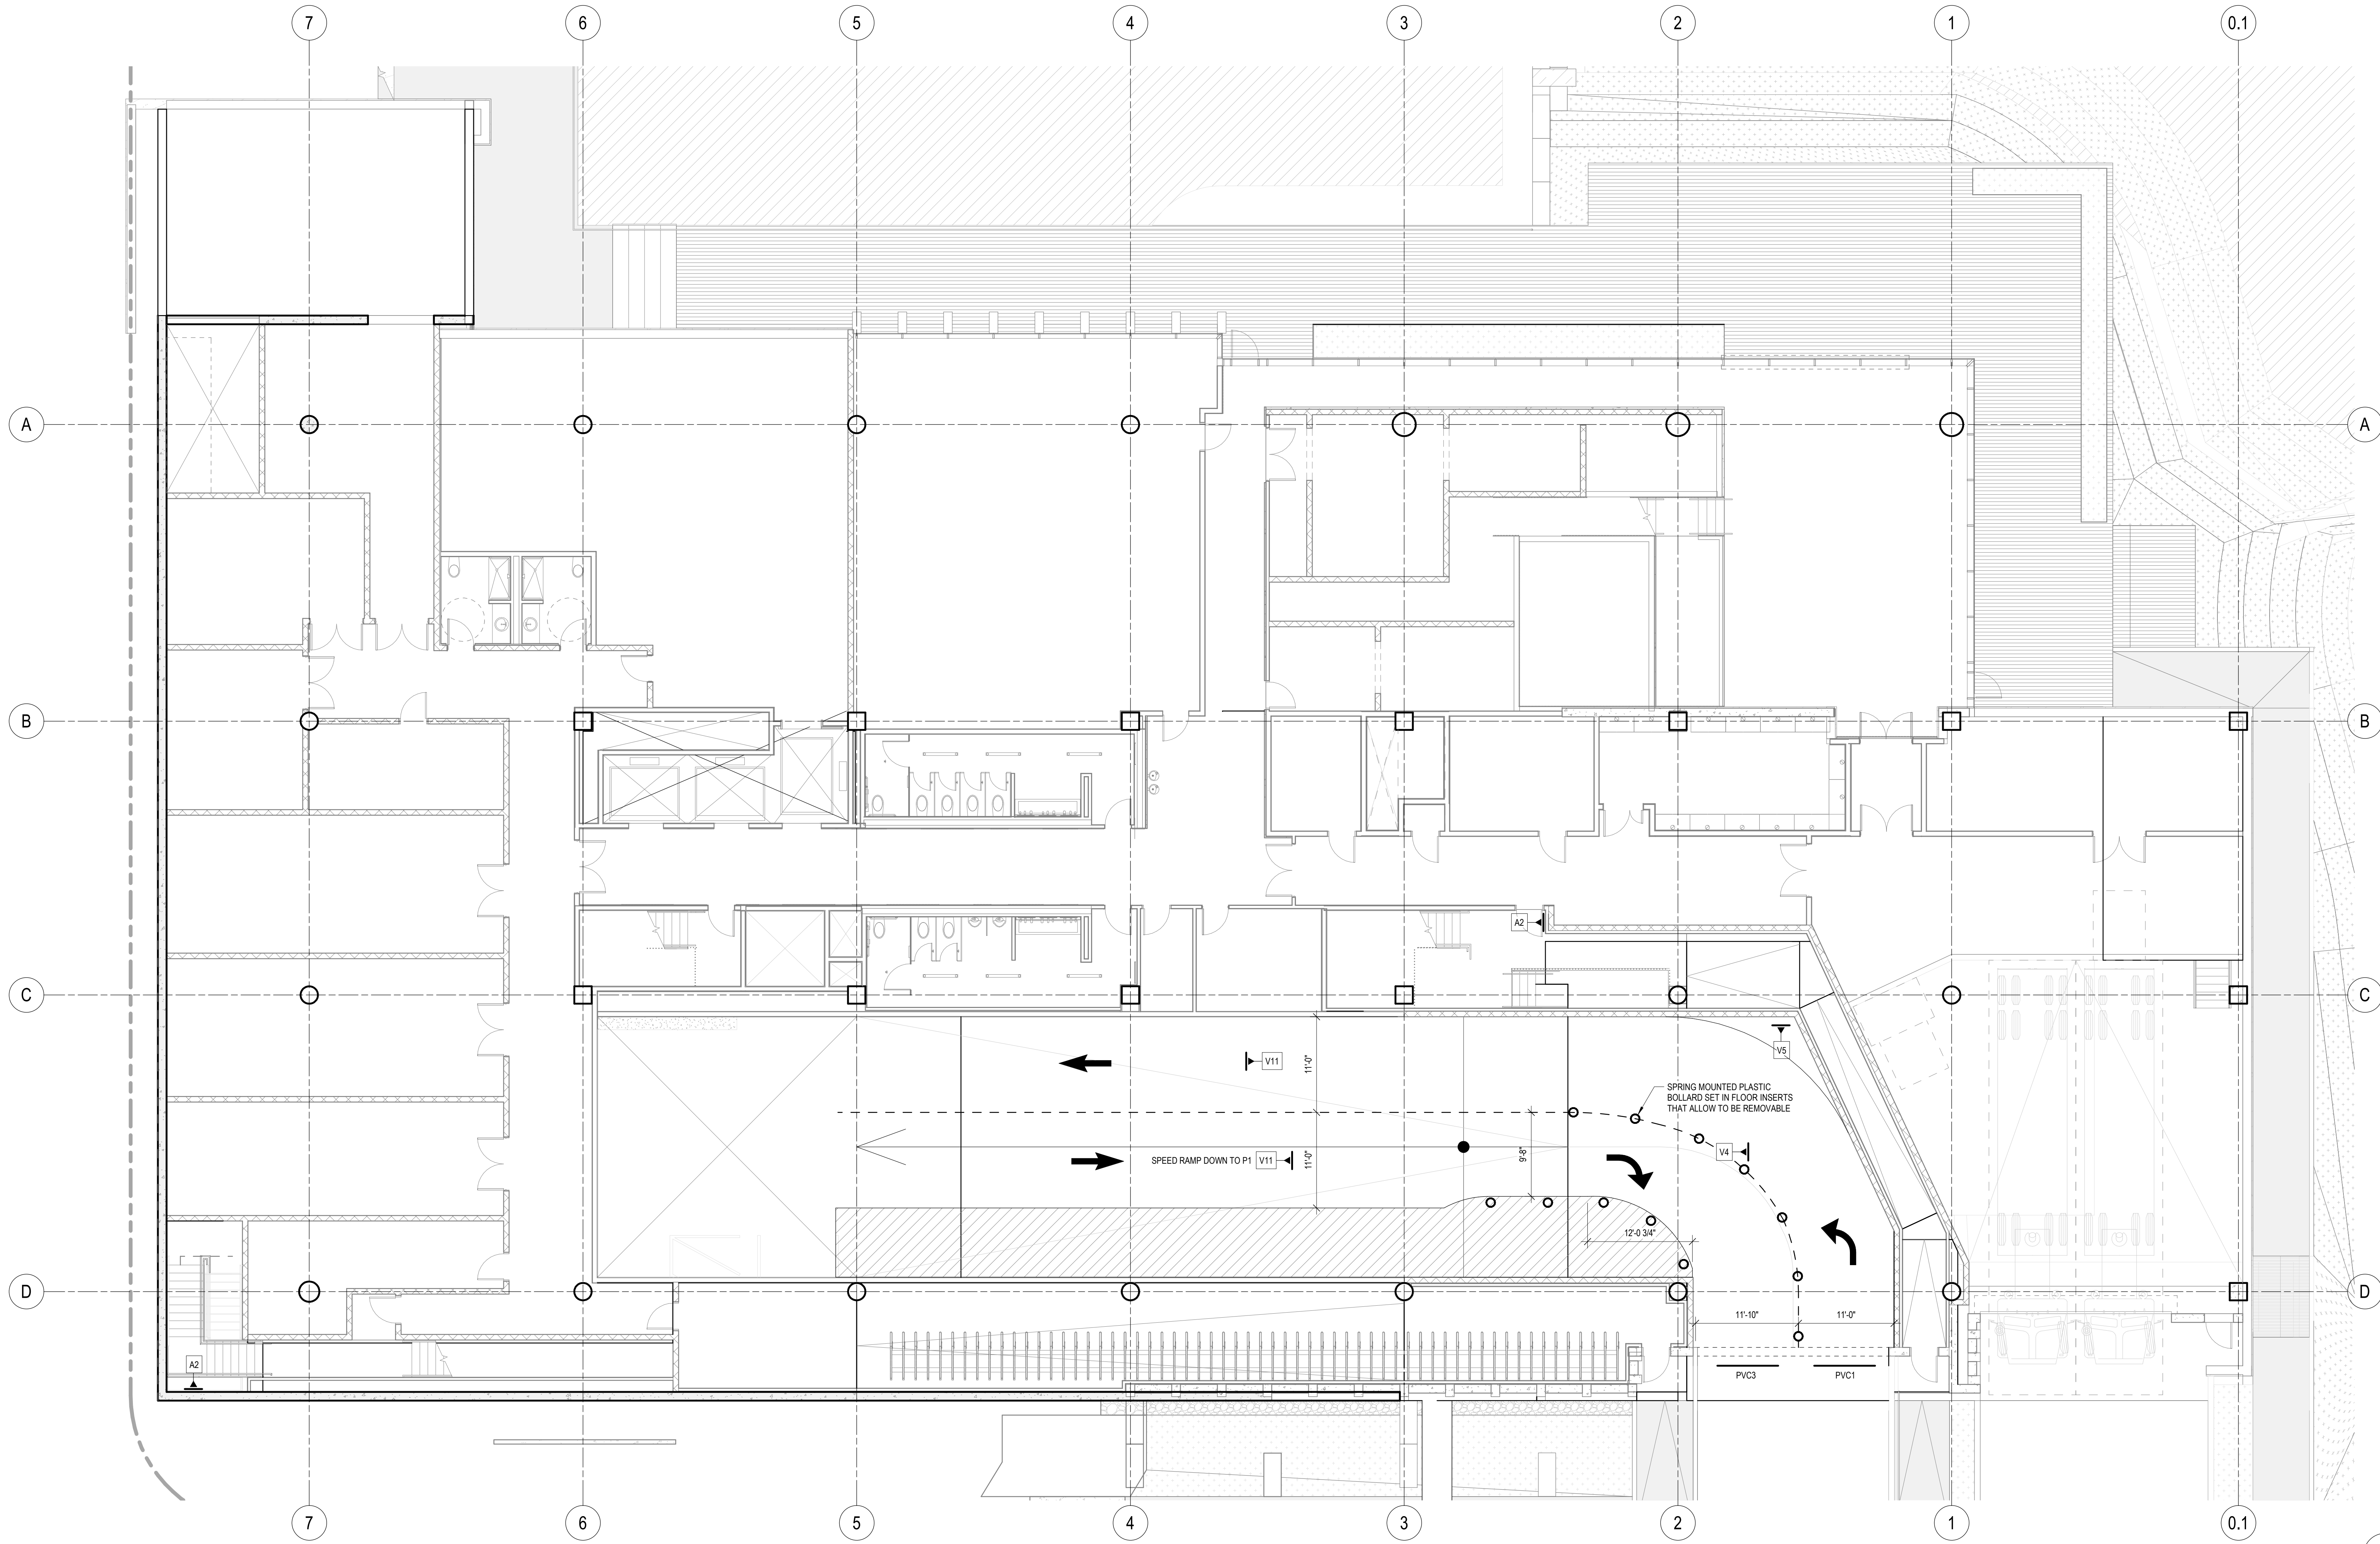 7 6 5 4 3 2 1 0.1
A A
B B
A2
C C
V11
11'-0"
V5
SPRING MOUNTED PLASTIC
BOLLARD SET IN FLOOR INSERTS
THAT ALLOW TO BE REMOVABLE
V4
SPEED RAMP DOWN TO P1 V11
11'-0"
9'-8"
12'-0 3/4"
D D
11'-10" 11'-0"
A2
PVC3 PVC1
7 6 5 4 3 2 1 0.1